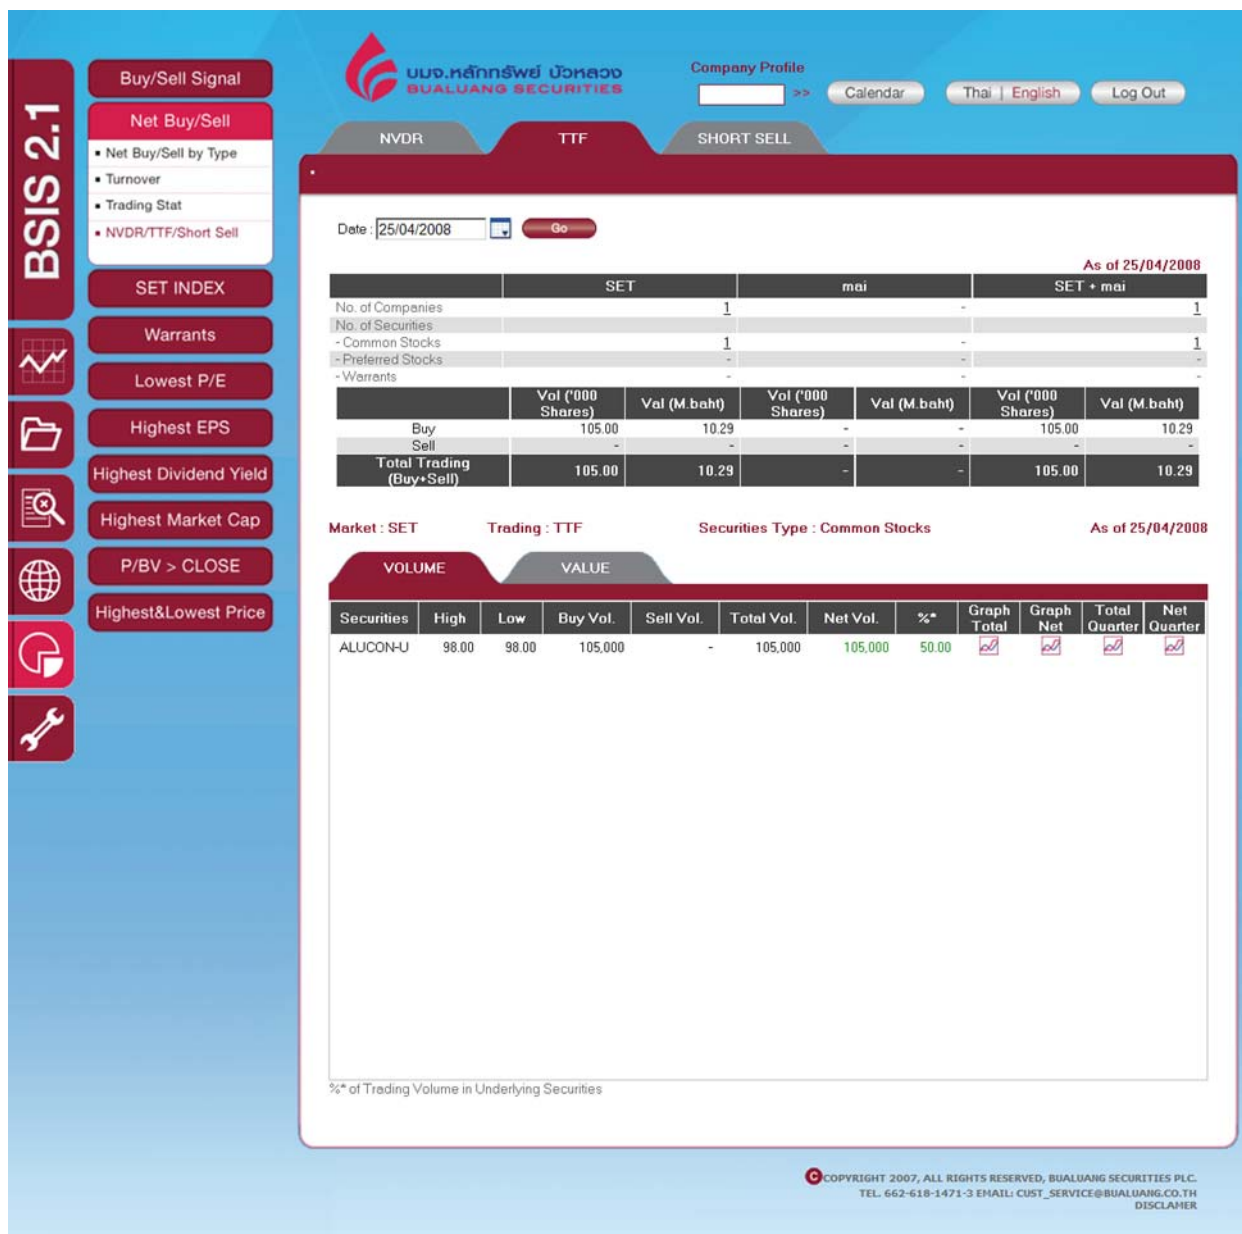 BSIS 2.1
Buy/Sell Signal
Net Buy/Sell
▪ Net Buy/Sell by Type
▪ Turnover
▪ Trading Stat
▪ NVDR/TTF/Short Sell
SET INDEX
Warrants
Lowest P/E
Highest EPS
Highest Dividend Yield
Highest Market Cap
P/BV > CLOSE
Highest&Lowest Price
บมจ.หลักทรัพย์ บัวหลวง
BUALUANG SECURITIES
Company Profile
>> Calendar Thai | English Log Out
NVDR TTF SHORT SELL
Date : 25/04/2008 Go
As of 25/04/2008
SET mai SET + mai
No. of Companies 1 - 1
No. of Securities
- Common Stocks 1 - 1
- Preferred Stocks - - -
- Warrants - - -
Vol ('000 Shares) Val (M.baht) Vol ('000 Shares) Val (M.baht) Vol ('000 Shares) Val (M.baht)
Buy 105.00 10.29 - - 105.00 10.29
Sell - - - - - -
Total Trading (Buy+Sell) 105.00 10.29 - - 105.00 10.29
Market : SET Trading : TTF Securities Type : Common Stocks As of 25/04/2008
VOLUME VALUE
Securities High Low Buy Vol. Sell Vol. Total Vol. Net Vol. %* Graph Total Graph Net Total Quarter Net Quarter
ALUCON-U 98.00 98.00 105,000 - 105,000 105,000 50.00
%* of Trading Volume in Underlying Securities
COPYRIGHT 2007, ALL RIGHTS RESERVED, BUALUANG SECURITIES PLC.
TEL. 662-618-1471-3 EMAIL: CUST_SERVICE@BUALUANG.CO.TH
DISCLAMER